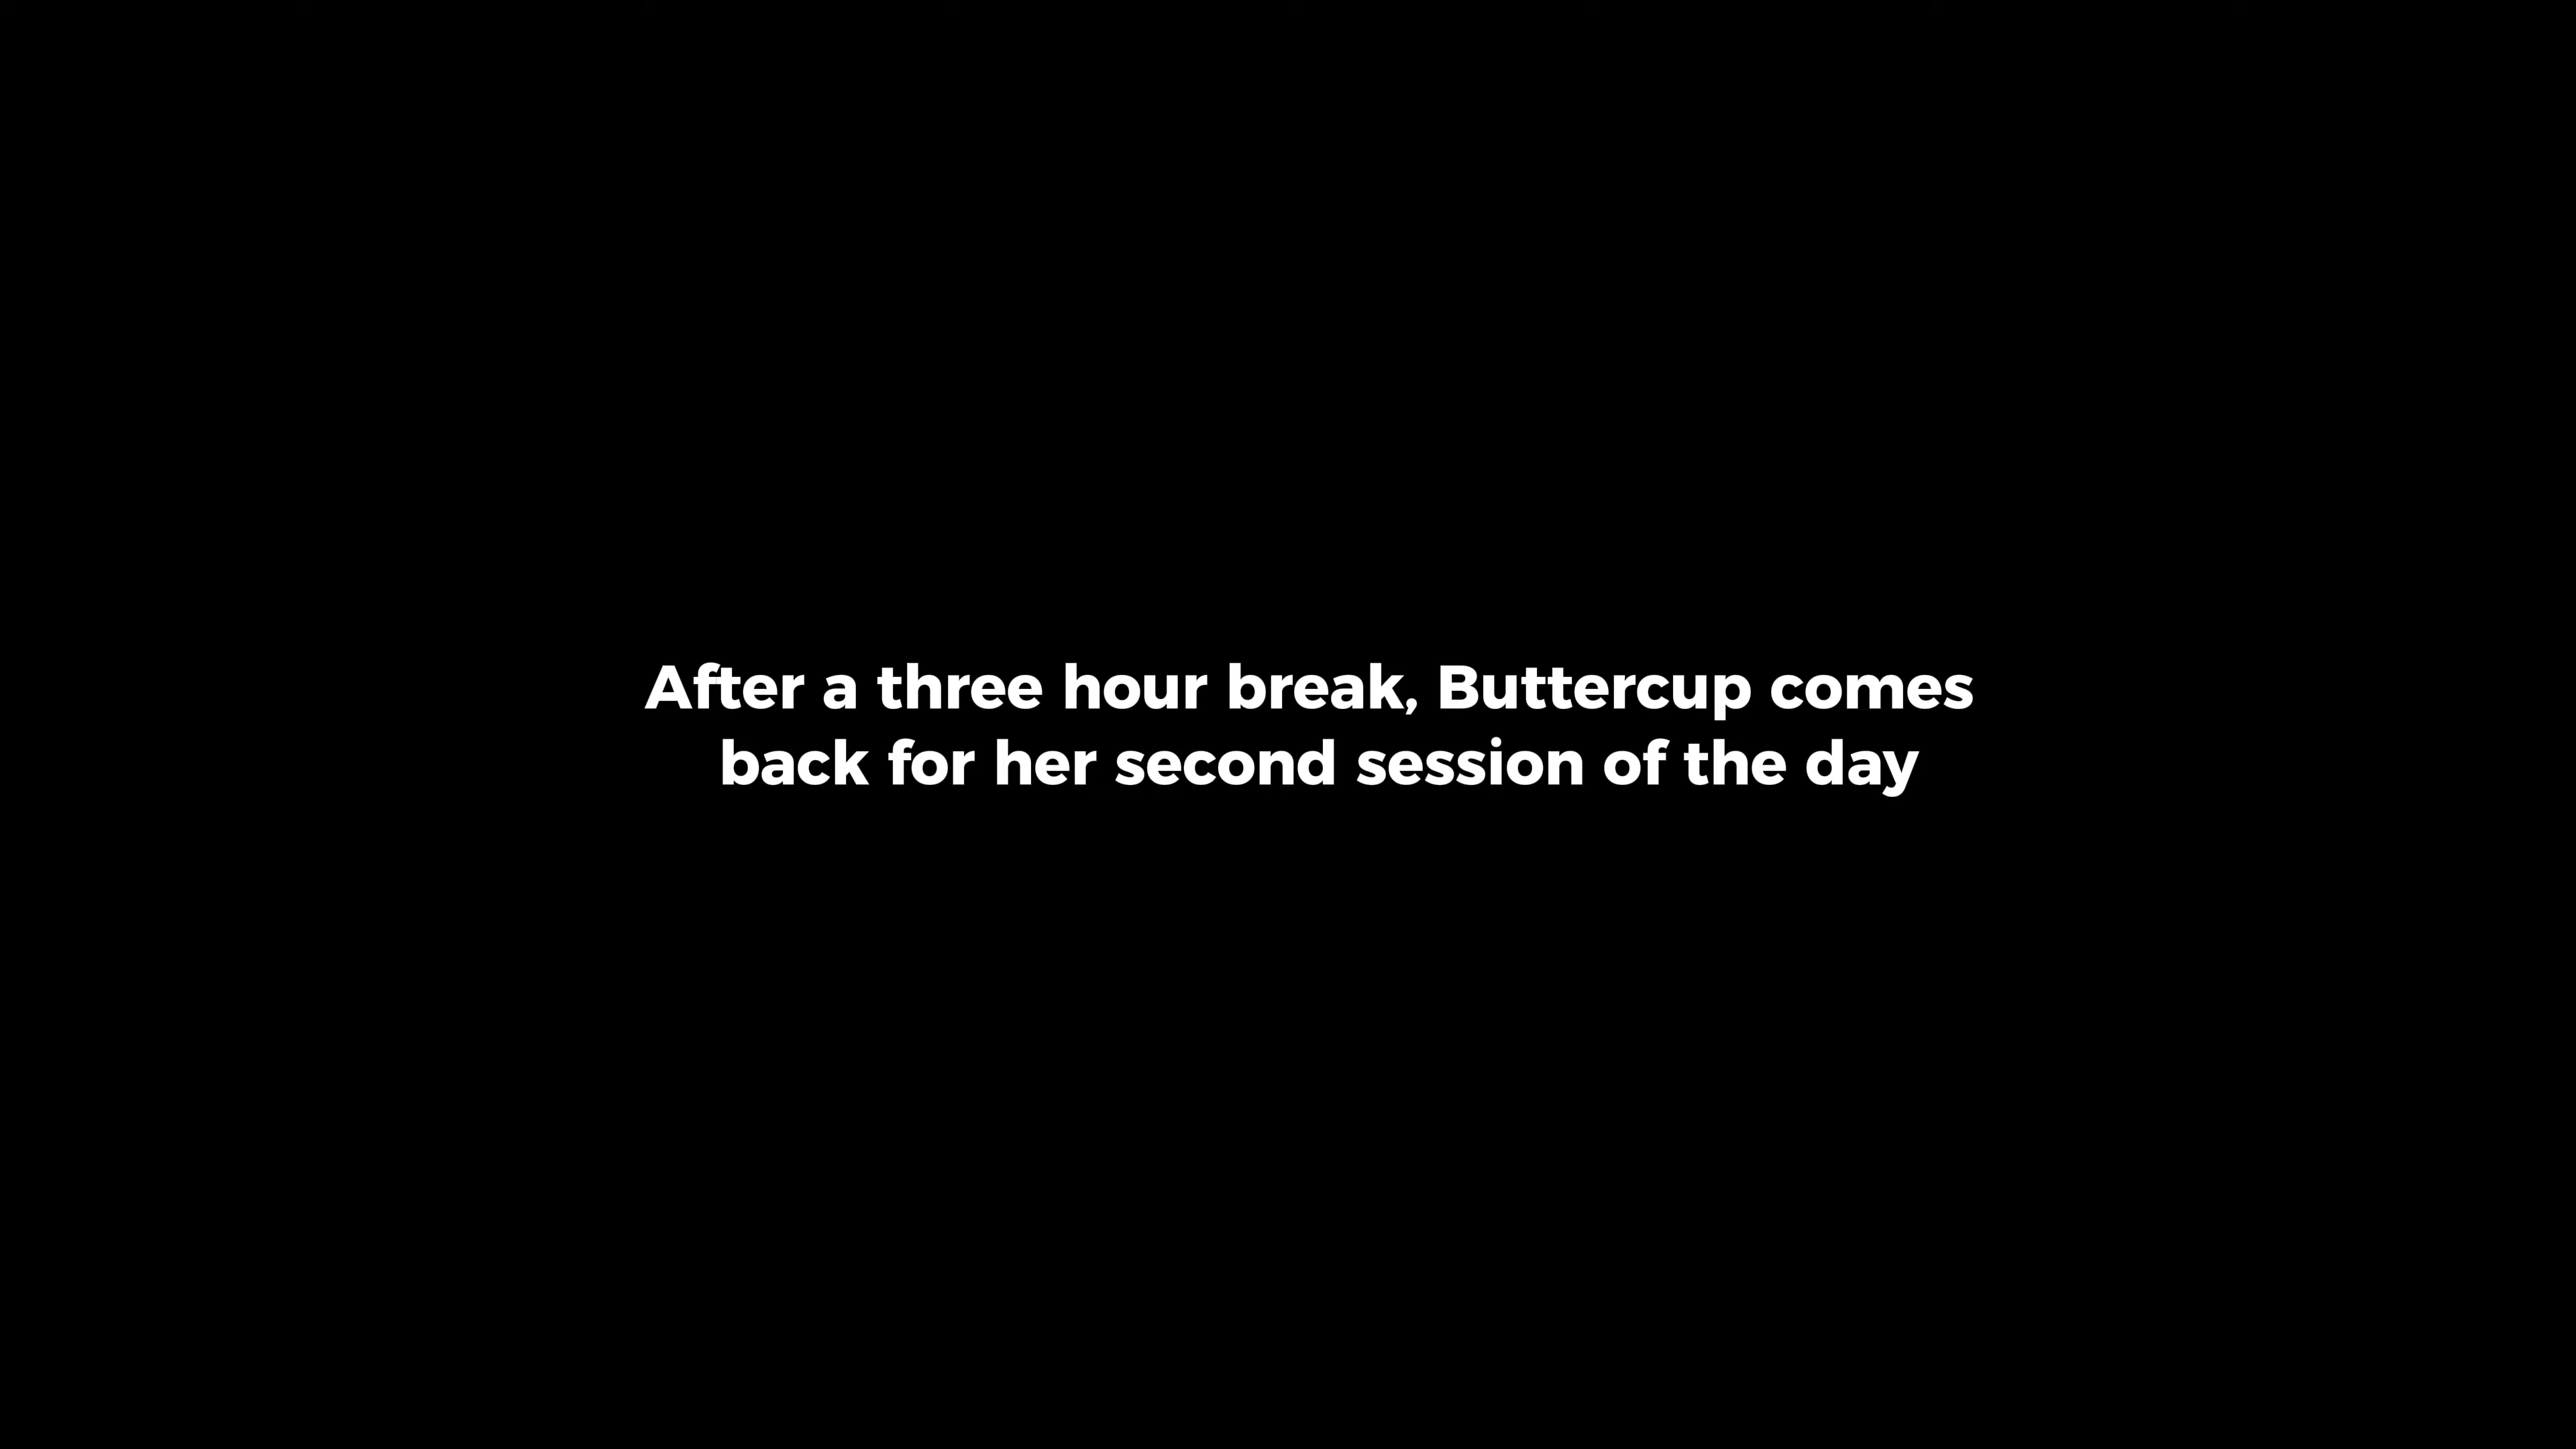 After a three hour break, Buttercup comes
back for her second session of the day